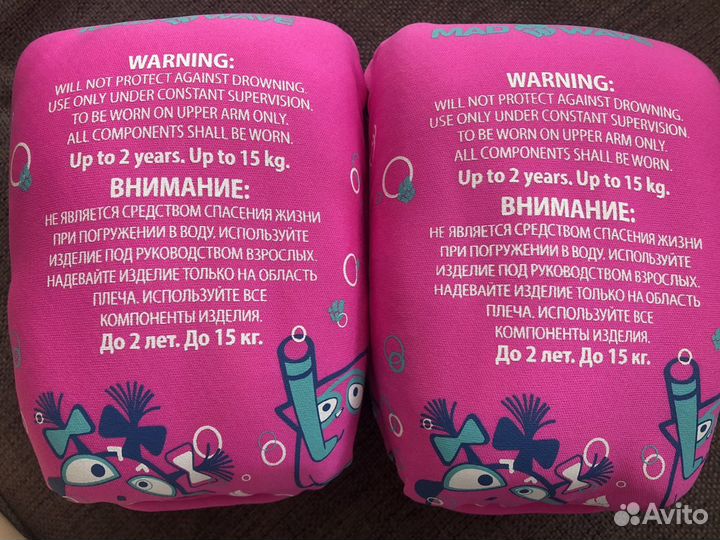 MAD WAVE
WARNING:
WILL NOT PROTECT AGAINST DROWNING.
USE ONLY UNDER CONSTANT SUPERVISION.
TO BE WORN ON UPPER ARM ONLY.
ALL COMPONENTS SHALL BE WORN.
Up to 2 years. Up to 15 kg.
ВНИМАНИЕ:
НЕ ЯВЛЯЕТСЯ СРЕДСТВОМ СПАСЕНИЯ ЖИЗНИ
ПРИ ПОГРУЖЕНИИ В ВОДУ. ИСПОЛЬЗУЙТЕ
ИЗДЕЛИЕ ПОД РУКОВОДСТВОМ ВЗРОСЛЫХ.
НАДЕВАЙТЕ ИЗДЕЛИЕ ТОЛЬКО НА ОБЛАСТЬ
ПЛЕЧА. ИСПОЛЬЗУЙТЕ ВСЕ
КОМПОНЕНТЫ ИЗДЕЛИЯ.
До 2 лет. До 15 кг.
MAD WAVE
WARNING:
WILL NOT PROTECT AGAINST DROWNING.
USE ONLY UNDER CONSTANT SUPERVISION.
TO BE WORN ON UPPER ARM ONLY.
ALL COMPONENTS SHALL BE WORN.
Up to 2 years. Up to 15 kg.
ВНИМАНИЕ:
НЕ ЯВЛЯЕТСЯ СРЕДСТВОМ СПАСЕНИЯ ЖИЗНИ
ПРИ ПОГРУЖЕНИИ В ВОДУ. ИСПОЛЬЗУЙТЕ
ИЗДЕЛИЕ ПОД РУКОВОДСТВОМ ВЗРОСЛЫХ.
НАДЕВАЙТЕ ИЗДЕЛИЕ ТОЛЬКО НА ОБЛАСТЬ
ПЛЕЧА. ИСПОЛЬЗУЙТЕ ВСЕ
КОМПОНЕНТЫ ИЗДЕЛИЯ.
До 2 лет. До 15 кг.
Avito